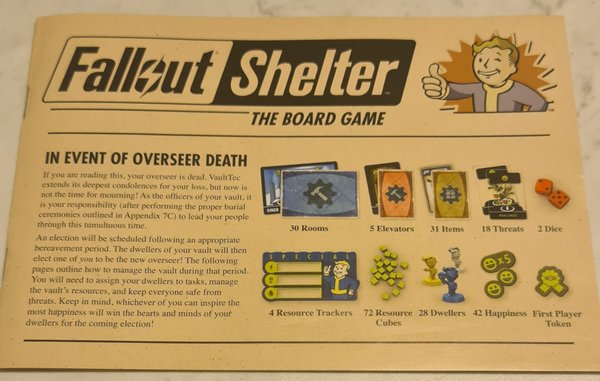 Fallout Shelter
THE BOARD GAME
IN EVENT OF OVERSEER DEATH
If you are reading this, your overseer is dead. VaultTec
extends its deepest condolences for your loss, but now is
not the time for mourning! As the officers of your vault, it
is your responsibility (after performing the proper burial
ceremonies outlined in Appendix 7C) to lead your people
through this tumultuous time.
An election will be scheduled following an appropriate
bereavement period. The dwellers of your vault will then
elect one of you to be the new overseer! The following
pages outline how to manage the vault during that period.
You will need to assign your dwellers to tasks, manage
the vault's resources, and keep everyone safe from
threats. Keep in mind, whichever of you can inspire the
most happiness will win the hearts and minds of your
dwellers for the coming election!
DINER
30 Rooms
5 Elevators
31 Items
18 Threats
2 Dice
SPECIAL
x5
4 Resource Trackers
72 Resource
Cubes
28 Dwellers
42 Happiness
First Player
Token